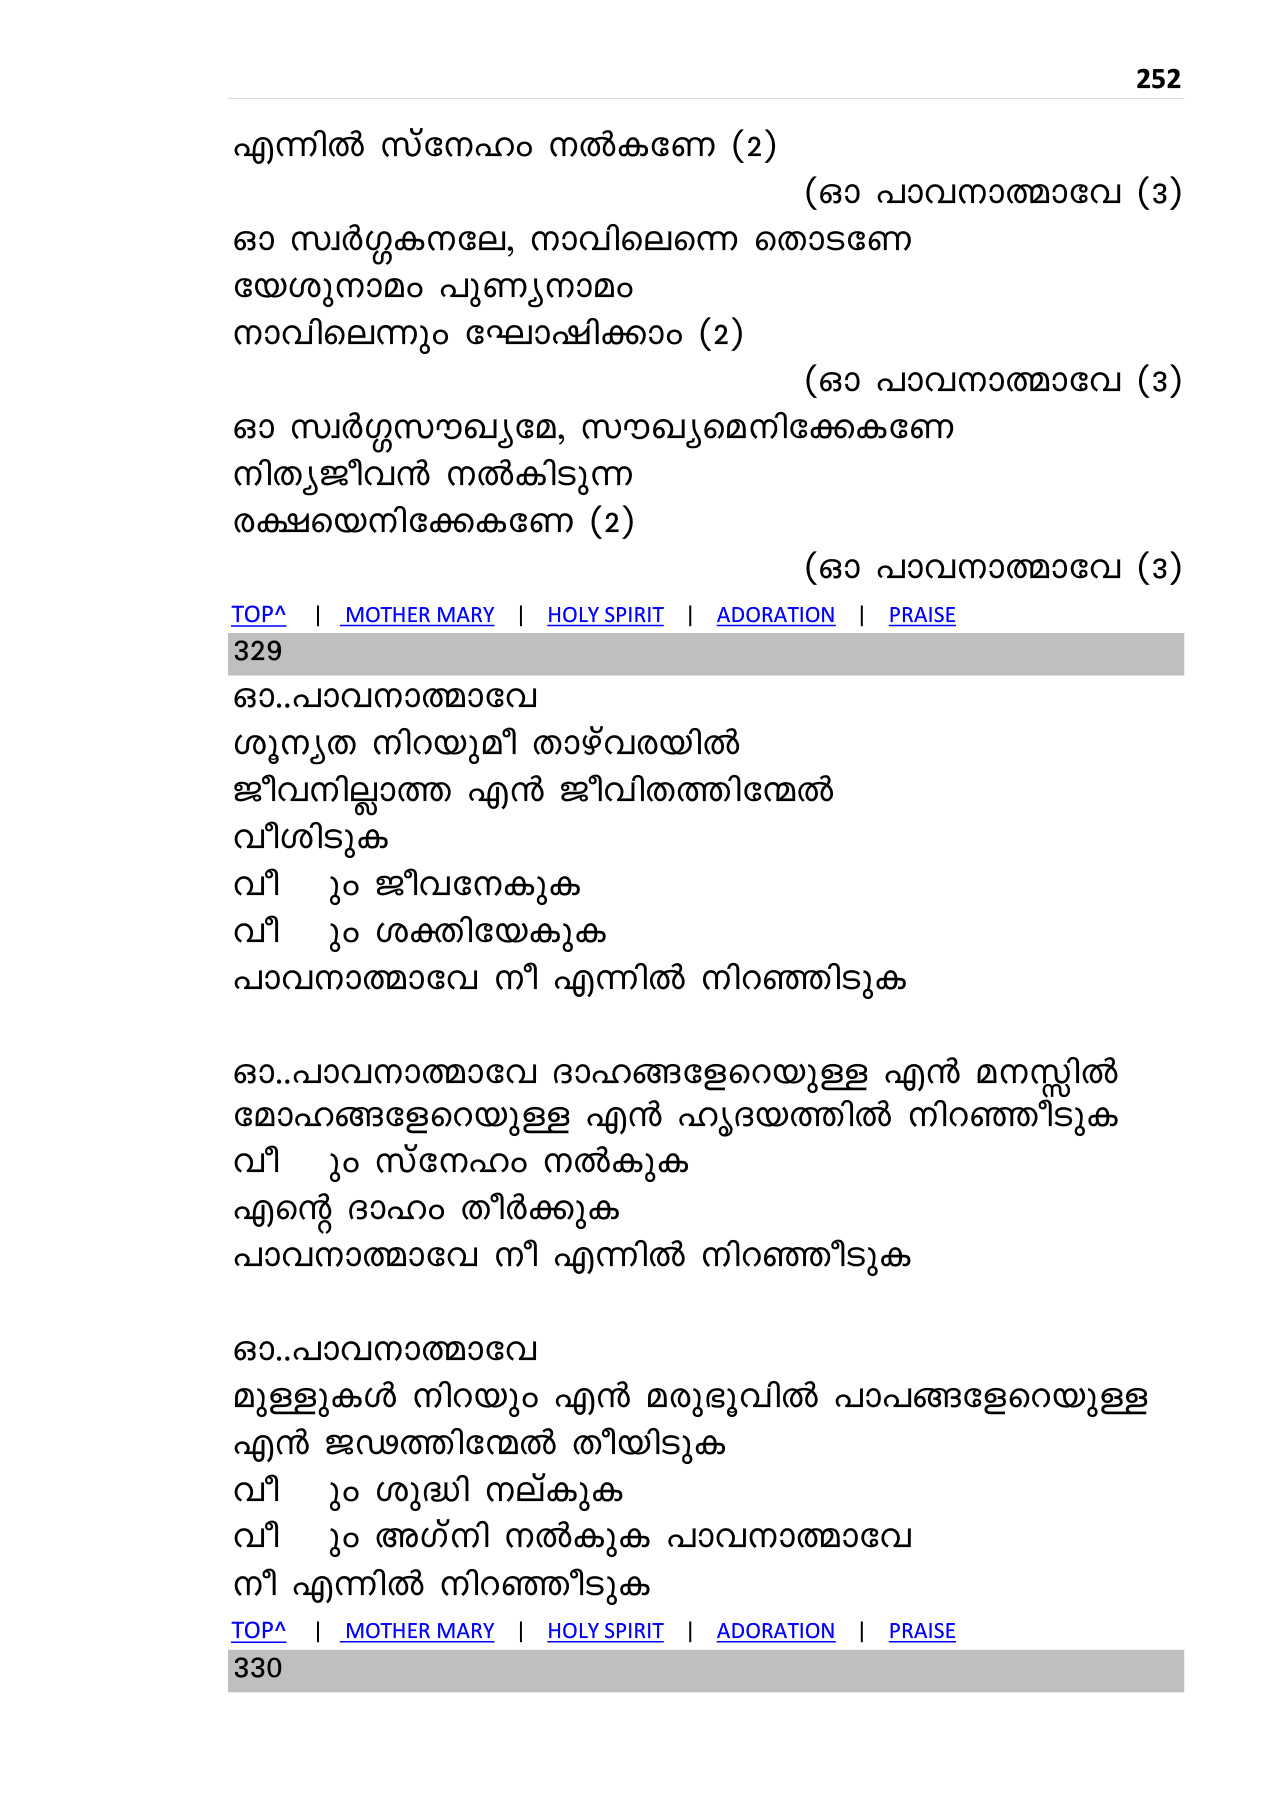 252
എന്നിൽ സ്നേഹം നൽകണേ (2)
(ഓ പാവനാത്മാവേ (3)
ഓ സ്വർഗ്ഗകനലേ, നാവിലെന്നെ തൊടണേ
യേശുനാമം പുണ്യനാമം
നാവിലെന്നും ഘോഷിക്കാം (2)
(ഓ പാവനാത്മാവേ (3)
ഓ സ്വർഗ്ഗസൗഖ്യമേ, സൗഖ്യമെനിക്കേകണേ
നിത്യജീവൻ നൽകിടുന്ന
രക്ഷയെനിക്കേകണേ (2)
(ഓ പാവനാത്മാവേ (3)
TOP^ | MOTHER MARY | HOLY SPIRIT | ADORATION | PRAISE
329
ഓ..പാവനാത്മാവേ
ശൂന്യത നിറയുമീ താഴ്‌വരയിൽ
ജീവനില്ലാത്ത എൻ ജീവിതത്തിന്മേൽ
വീശിടുക
വീ ും ജീവനേകുക
വീ ും ശക്തിയേകുക
പാവനാത്മാവേ നീ എന്നിൽ നിറഞ്ഞിടുക
ഓ..പാവനാത്മാവേ ദാഹങ്ങളേറെയുള്ള എൻ മനസ്സിൽ
മോഹങ്ങളേറെയുള്ള എൻ ഹൃദയത്തിൽ നിറഞ്ഞീടുക
വീ ും സ്നേഹം നൽകുക
എന്റെ ദാഹം തീർക്കുക
പാവനാത്മാവേ നീ എന്നിൽ നിറഞ്ഞീടുക
ഓ..പാവനാത്മാവേ
മുള്ളുകൾ നിറയും എൻ മരുഭൂവിൽ പാപങ്ങളേറെയുള്ള
എൻ ജഢത്തിന്മേൽ തീയിടുക
വീ ും ശുദ്ധി നല്കുക
വീ ും അഗ്നി നൽകുക പാവനാത്മാവേ
നീ എന്നിൽ നിറഞ്ഞീടുക
TOP^ | MOTHER MARY | HOLY SPIRIT | ADORATION | PRAISE
330